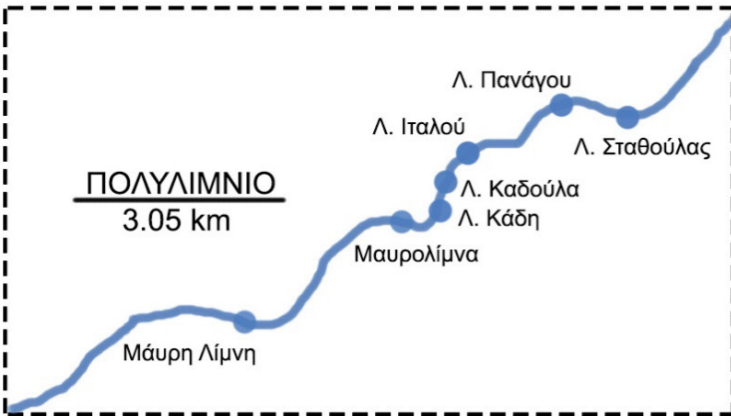 Λ. Πανάγου
Λ. Ιταλού
Λ. Σταθούλας
ΠΟΛΥΛΙΜΝΙΟ
3.05 km
Λ. Καδούλα
Λ. Κάδη
Μαυρολίμνα
Μάυρη Λίμνη